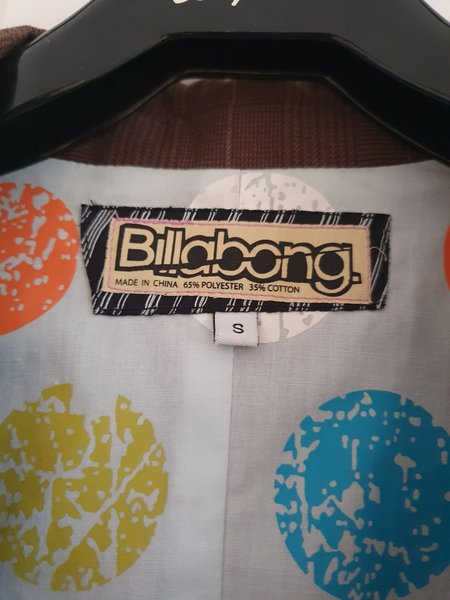 Billabong.
MADE IN CHINA 65% POLYESTER 35% COTTON
S